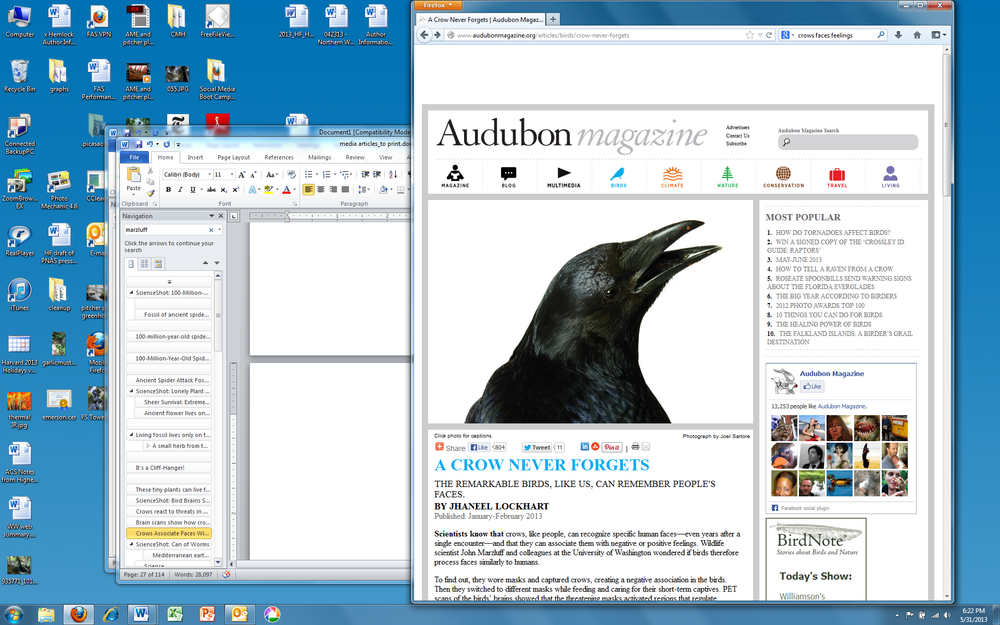 Computer
x Hemlock
Author Inf...
FAS VPN
AME and
pitcher pl...
CMH
FreeFileVie...
2013_HF_H...
042313 -
Northern W...
Author
Informatio...
Recycle Bin
graphs
FAS
Performan...
AME and
pitcher pl...
055.JPG
Social Media
Boot Camp...
Connected
BackupPC
.picasao
ZoomBrow...
EX
Photo
Mechanic 4.6
CClean
RealPlayer
HF draft of
PNAS press...
E-ma
iTunes
cleanup
pitcher p
greenho
Harvard 2013
Holidays v...
garlicmust...
Mozil
Firefo
thermal
IR.jpg
emerson.cer
FS Towe
ACS Notes
from Highe...
WW web
summary....
935771_101...
Document1 [Compatibility Mode
media articles_to print.do
File
Home
Insert
Page Layout
References
Mailings
Review
View
Paste
Calibri (Body)
11
Clipboard
Font
Paragraph
Navigation
marzluff
Click the arrows to continue your
search
ScienceShot: 100-Million-...
Fossil of ancient spide...
100-million-year-old spide...
100-Million-Year-Old Spid...
Ancient Spider Attack Fos...
ScienceShot: Lonely Plant ...
Sheer Survival: Extreme...
Ancient flower lives on...
Living fossil lives only on t...
A small herb from t...
It's a Cliff-Hanger!
These tiny plants can live f...
ScienceShot: Bird Brains S...
Crows react to threats in ...
Brain scans show how cro...
Crows Associate Faces Wi...
ScienceShot: Can of Worms
Mediterranean eart...
Science
Page: 27 of 114
Words: 28,097
Firefox
A Crow Never Forgets | Audubon Magaz...
www.audubonmagazine.org/articles/birds/crow-never-forgets
crows faces feelings
Audubon magazine
Advertisers
Contact Us
Subscribe
Audubon Magazine Search
MAGAZINE
BLOG
MULTIMEDIA
BIRDS
CLIMATE
NATURE
CONSERVATION
TRAVEL
LIVING
Click photo for captions.
Photograph by Joel Sartore
Share
Like
804
Tweet
11
Pin it
A CROW NEVER FORGETS
THE REMARKABLE BIRDS, LIKE US, CAN REMEMBER PEOPLE'S
FACES.
BY JHANEEL LOCKHART
Published: January-February 2013
Scientists know that crows, like people, can recognize specific human faces—even years after a
single encounter—and that they can associate them with negative or positive feelings. Wildlife
scientist John Marzluff and colleagues at the University of Washington wondered if birds therefore
process faces similarly to humans.
To find out, they wore masks and captured crows, creating a negative association in the birds.
Then they switched to different masks while feeding and caring for their short-term captives. PET
scans of the birds' brains showed that the threatening masks activated regions that regulate
MOST POPULAR
1. HOW DO TORNADOES AFFECT BIRDS?
2. WIN A SIGNED COPY OF THE 'CROSSLEY ID
GUIDE: RAPTORS'
3. MAY-JUNE 2013
4. HOW TO TELL A RAVEN FROM A CROW
5. ROSEATE SPOONBILLS SEND WARNING SIGNS
ABOUT THE FLORIDA EVERGLADES
6. THE BIG YEAR ACCORDING TO BIRDERS
7. 2012 PHOTO AWARDS TOP 100
8. 10 THINGS YOU CAN DO FOR BIRDS
9. THE HEALING POWER OF BIRDS
10. THE FALKLAND ISLANDS: A BIRDER'S GRAIL
DESTINATION
Audubon Magazine
Like
13,253 people like Audubon Magazine.
Facebook social plugin
BirdNote®
Stories about Birds and Nature
Today's Show:
Williamson's
6:22 PM
5/31/2013